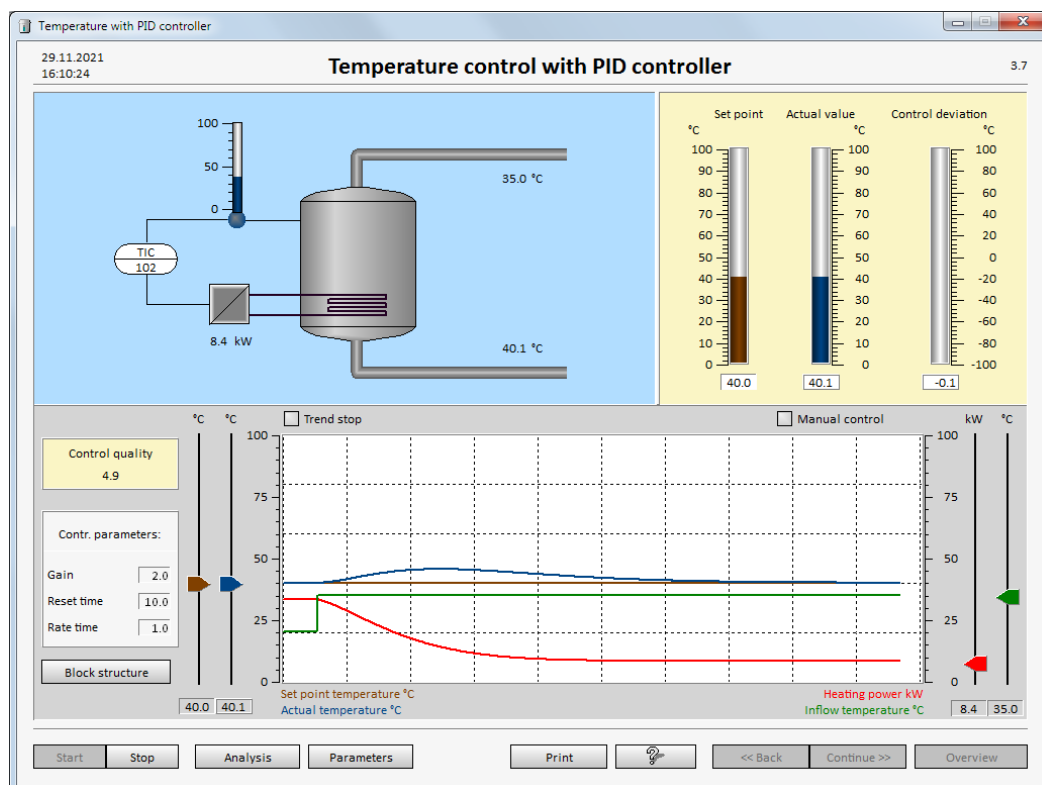 Temperature with PID controller
29.11.2021
16:10:24
Temperature control with PID controller
3.7
100
50
0
TIC
102
8.4 kW
35.0 °C
40.1 °C
Set point Actual value Control deviation
°C °C °C
100 100 100
90 90 80
80 80 60
70 70 40
60 60 20
50 50 0
40 40 -20
30 30 -40
20 20 -60
10 10 -80
0 0 -100
40.0 40.1 -0.1
°C °C Trend stop Manual control kW °C
Control quality
4.9
Contr. parameters:
Gain 2.0
Reset time 10.0
Rate time 1.0
Block structure
100 100
75 75
50 50
25 25
0 0
Set point temperature °C Heating power kW
Actual temperature °C Inflow temperature °C
40.0 40.1 8.4 35.0
Start Stop Analysis Parameters Print ? << Back Continue >> Overview